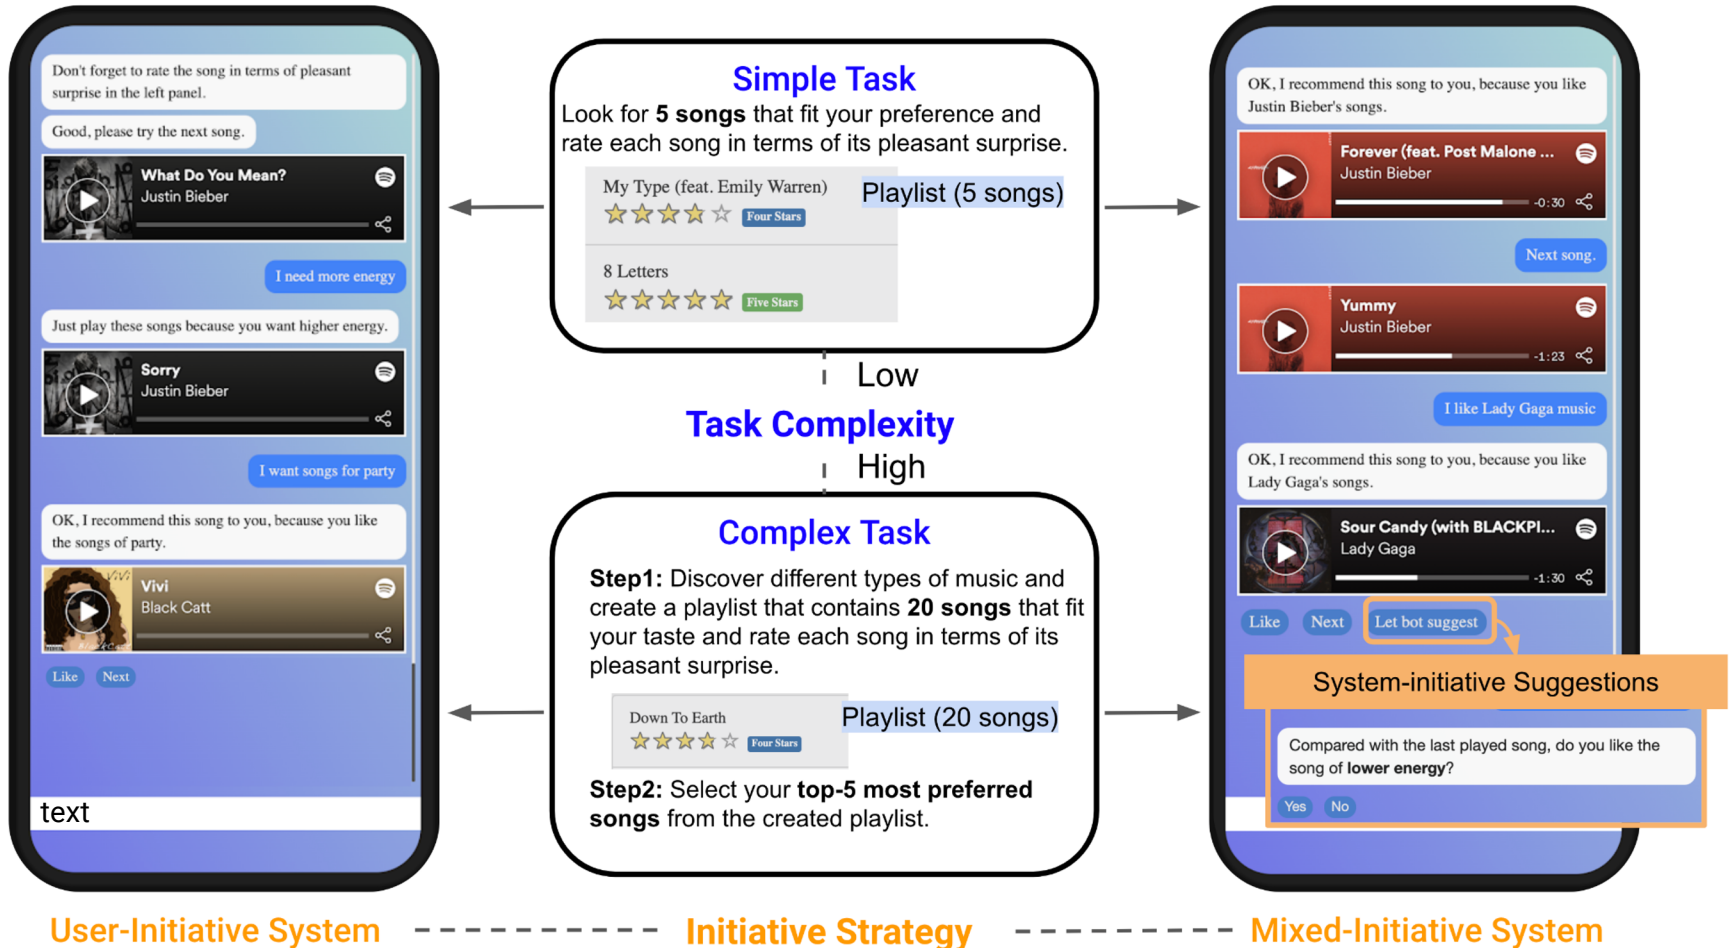 Don't forget to rate the song in terms of pleasant
surprise in the left panel.
Good, please try the next song.
What Do You Mean?
Justin Bieber
I need more energy
Just play these songs because you want higher energy.
Sorry
Justin Bieber
I want songs for party
OK, I recommend this song to you, because you like
the songs of party.
Vivi
Black Catt
Like
Next
text
User-Initiative System
Simple Task
Look for 5 songs that fit your preference and
rate each song in terms of its pleasant surprise.
My Type (feat. Emily Warren)
Four Stars
Playlist (5 songs)
8 Letters
Five Stars
Low
Task Complexity
High
Complex Task
Step1: Discover different types of music and
create a playlist that contains 20 songs that fit
your taste and rate each song in terms of its
pleasant surprise.
Down To Earth
Four Stars
Playlist (20 songs)
Step2: Select your top-5 most preferred
songs from the created playlist.
Initiative Strategy
OK, I recommend this song to you, because you like
Justin Bieber's songs.
Forever (feat. Post Malone ...
Justin Bieber
-0:30
Next song.
Yummy
Justin Bieber
-1:23
I like Lady Gaga music
OK, I recommend this song to you, because you like
Lady Gaga's songs.
Sour Candy (with BLACKPI...
Lady Gaga
-1:30
Like
Next
Let bot suggest
System-initiative Suggestions
Compared with the last played song, do you like the
song of lower energy?
Yes
No
Mixed-Initiative System